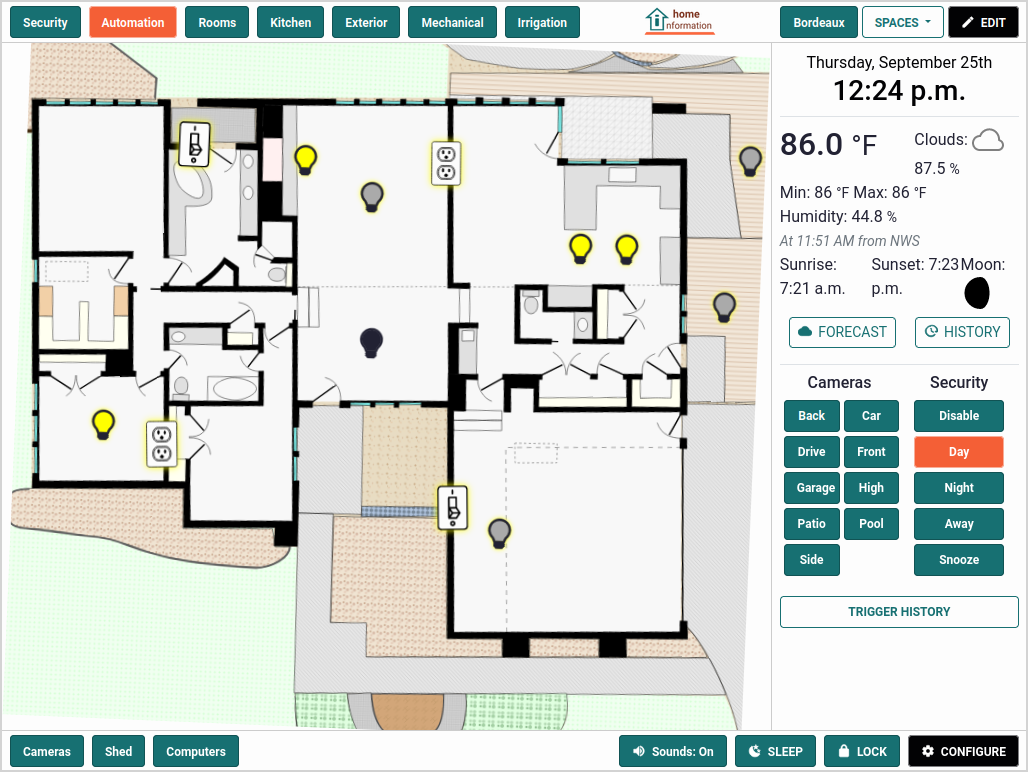 Security
Automation
Rooms
Kitchen
Exterior
Mechanical
Irrigation
home
nformation
Bordeaux
SPACES
EDIT
Thursday, September 25th
12:24 p.m.
86.0 °F
Clouds:
87.5 %
Min: 86 °F Max: 86 °F
Humidity: 44.8 %
At 11:51 AM from NWS
Sunrise:
7:21 a.m.
Sunset: 7:23
p.m.
Moon:
FORECAST
HISTORY
Cameras
Security
Back
Car
Disable
Drive
Front
Day
Garage
High
Night
Patio
Pool
Away
Side
Snooze
TRIGGER HISTORY
Cameras
Shed
Computers
Sounds: On
SLEEP
LOCK
CONFIGURE